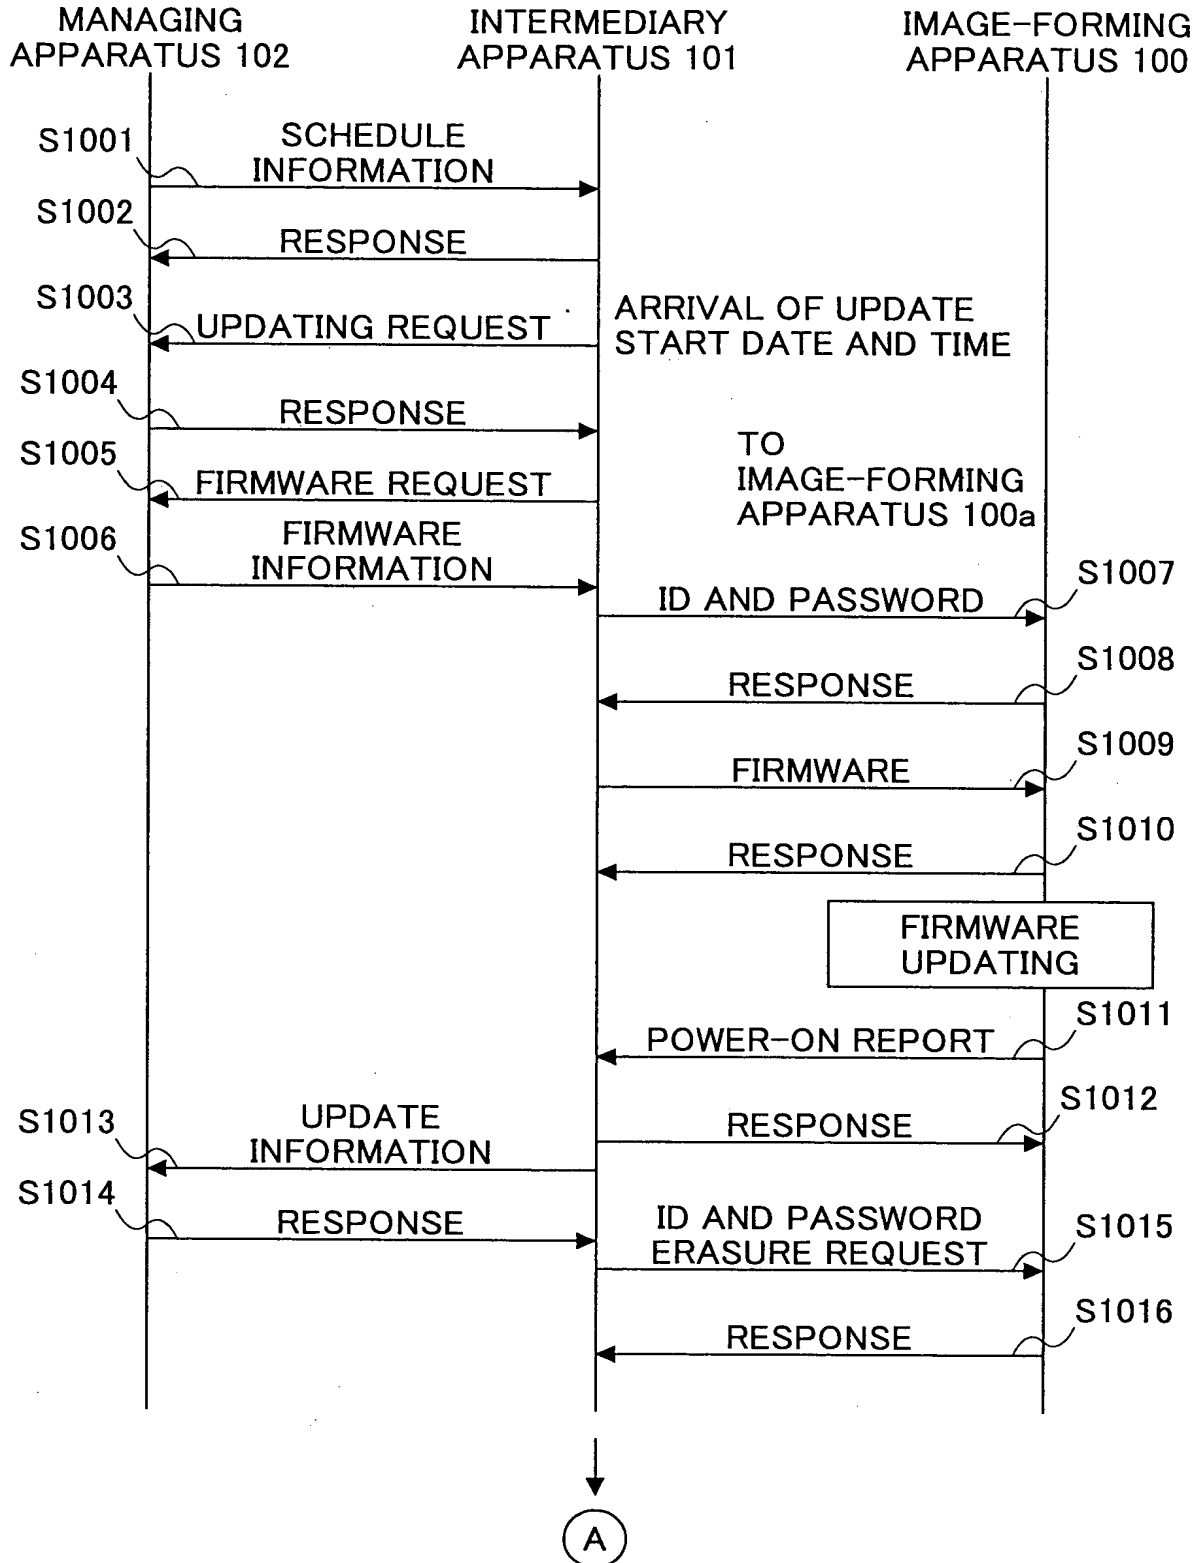 MANAGING
APPARATUS 102
INTERMEDIARY
APPARATUS 101
IMAGE-FORMING
APPARATUS 100
S1001
SCHEDULE
INFORMATION
S1002
RESPONSE
S1003
UPDATING REQUEST
ARRIVAL OF UPDATE
START DATE AND TIME
S1004
RESPONSE
TO
IMAGE-FORMING
APPARATUS 100a
S1005
FIRMWARE REQUEST
S1006
FIRMWARE
INFORMATION
S1007
ID AND PASSWORD
S1008
RESPONSE
S1009
FIRMWARE
S1010
RESPONSE
FIRMWARE
UPDATING
S1011
POWER-ON REPORT
S1012
RESPONSE
S1013
UPDATE
INFORMATION
S1014
RESPONSE
ID AND PASSWORD
ERASURE REQUEST
S1015
S1016
RESPONSE
A